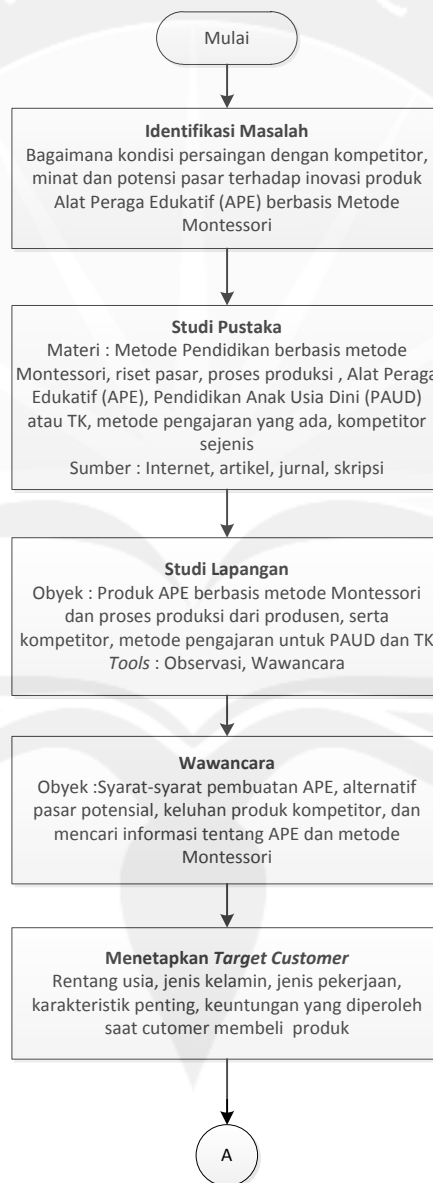 Mulai
Identifikasi Masalah
Bagaimana kondisi persaingan dengan kompetitor,
minat dan potensi pasar terhadap inovasi produk
Alat Peraga Edukatif (APE) berbasis Metode
Montessori
Studi Pustaka
Materi : Metode Pendidikan berbasis metode
Montessori, riset pasar, proses produksi , Alat Peraga
Edukatif (APE), Pendidikan Anak Usia Dini (PAUD)
atau TK, metode pengajaran yang ada, kompetitor
sejenis
Sumber : Internet, artikel, jurnal, skripsi
Studi Lapangan
Obyek : Produk APE berbasis metode Montessori
dan proses produksi dari produsen, serta
kompetitor, metode pengajaran untuk PAUD dan TK
Tools : Observasi, Wawancara
Wawancara
Obyek :Syarat-syarat pembuatan APE, alternatif
pasar potensial, keluhan produk kompetitor, dan
mencari informasi tentang APE dan metode
Montessori
Menetapkan Target Customer
Rentang usia, jenis kelamin, jenis pekerjaan,
karakteristik penting, keuntungan yang diperoleh
saat cutomer membeli  produk
A